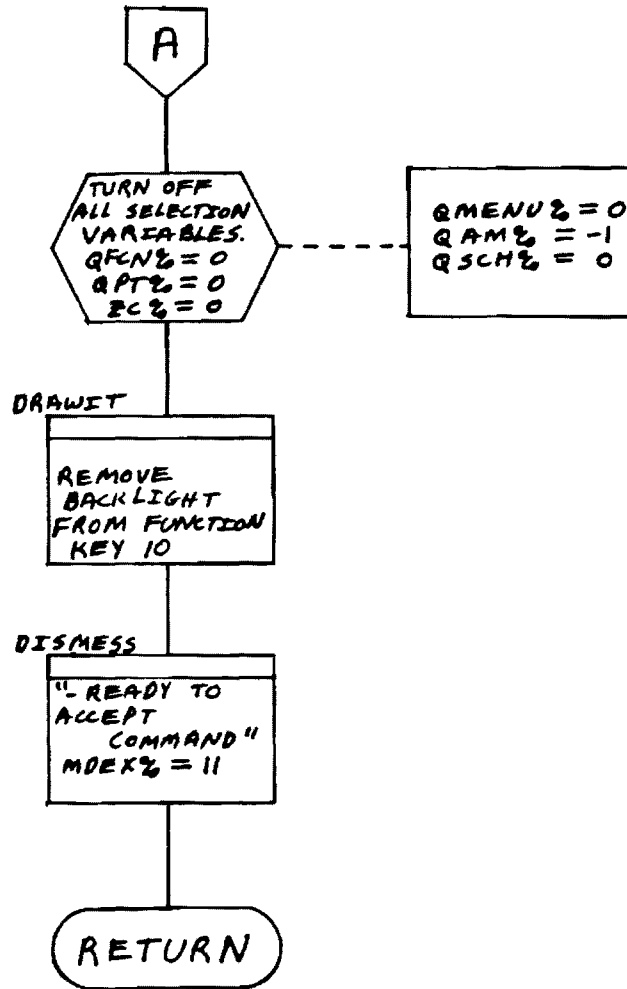 A
TURN OFF
ALL SELECTION
VARIABLES.
QFCN% = 0
QPT% = 0
ZC% = 0
QMENU% = 0
QAM% = -1
QSCH% = 0
DRAWIT
REMOVE
BACKLIGHT
FROM FUNCTION
KEY 10
DISMESS
"- READY TO
ACCEPT
COMMAND"
MDEX% = 11
RETURN